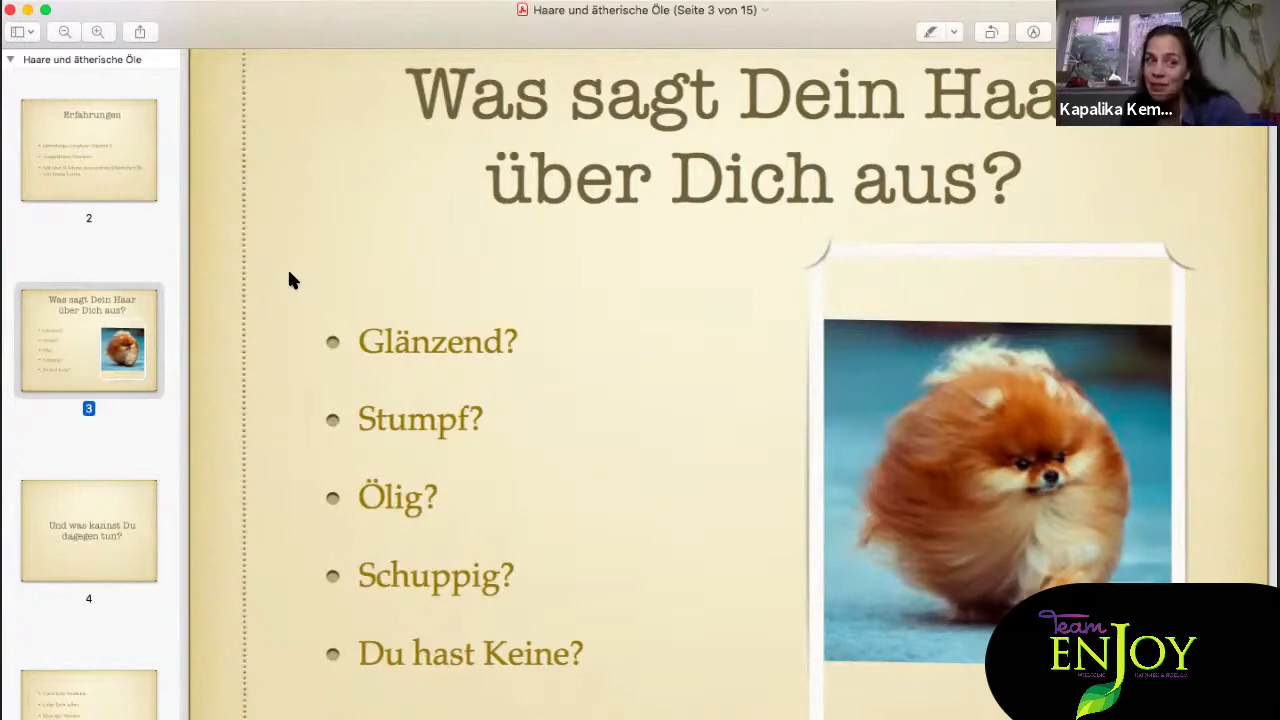 Haare und ätherische Öle (Seite 3 von 15)
Haare und ätherische Öle
Erfahrungen
2
Was sagt Dein Haar
über Dich aus?
3
Und was kannst Du
dagegen tun?
4
Was sagt Dein Haa
über Dich aus?
Glänzend?
Stumpf?
Ölig?
Schuppig?
Du hast Keine?
Kapalika Kem...
Team
ENJOY